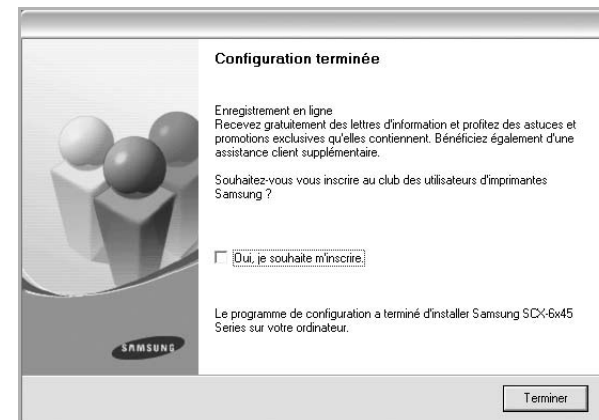 Configuration terminée
Enregistrement en ligne
Recevez gratuitement des lettres d'information et profitez des astuces et
promotions exclusives qu'elles contiennent. Bénéficiez également d'une
assistance client supplémentaire.
Souhaitez-vous vous inscrire au club des utilisateurs d'imprimantes
Samsung ?
Oui, je souhaite m'inscrire.
Le programme de configuration a terminé d'installer Samsung SCX-6x45
Series sur votre ordinateur.
SAMSUNG
Terminer